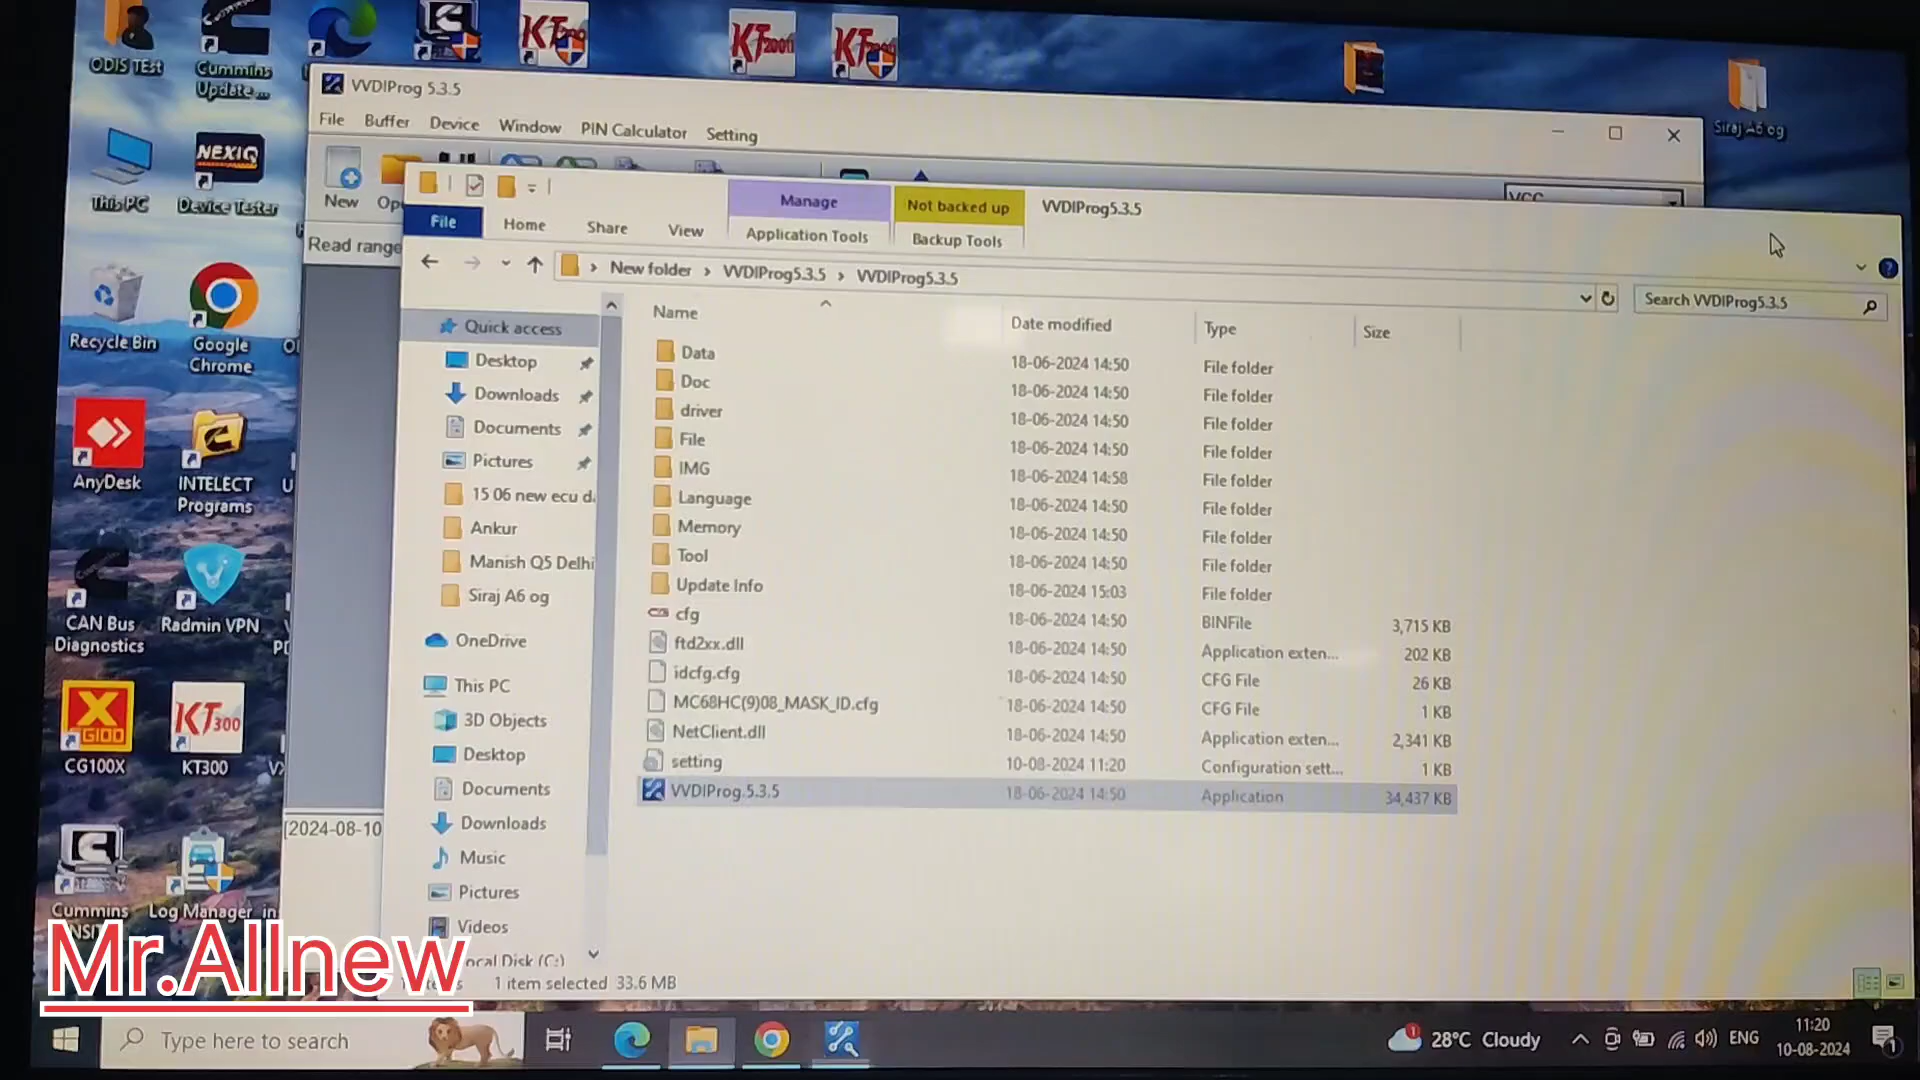 ODIS TEst
Cummins
Update ...
KT200
KT200II
KT200
Siraj A6 og
VVDIProg 5.3.5
File Buffer Device Window PIN Calculator Setting
New
Read range
VCC
Manage
Not backed up
VVDIProg5.3.5
File Home Share View Application Tools Backup Tools
New folder › VVDIProg5.3.5 › VVDIProg5.3.5
Search VVDIProg5.3.5
This PC
NEXIQ
Device Tester
Recycle Bin
Google
Chrome
AnyDesk
INTELECT
Programs
CAN Bus
Diagnostics
Radmin VPN
X
G100
CG100X
KT300
KT300
Cummins
Log Manager
Quick access
Desktop
Downloads
Documents
Pictures
15 06 new ecu d
Ankur
Manish Q5 Delhi
Siraj A6 og
OneDrive
This PC
3D Objects
Desktop
Documents
Downloads
Music
Pictures
Videos
Name Date modified Type Size
Data 18-06-2024 14:50 File folder
Doc 18-06-2024 14:50 File folder
driver 18-06-2024 14:50 File folder
File 18-06-2024 14:50 File folder
IMG 18-06-2024 14:58 File folder
Language 18-06-2024 14:50 File folder
Memory 18-06-2024 14:50 File folder
Tool 18-06-2024 14:50 File folder
Update Info 18-06-2024 15:03 File folder
cfg 18-06-2024 14:50 BINFile 3,715 KB
ftd2xx.dll 18-06-2024 14:50 Application exten... 202 KB
idcfg.cfg 18-06-2024 14:50 CFG File 26 KB
MC68HC(9)08_MASK_ID.cfg 18-06-2024 14:50 CFG File 1 KB
NetClient.dll 18-06-2024 14:50 Application exten... 2,341 KB
setting 10-08-2024 11:20 Configuration sett... 1 KB
VVDIProg.5.3.5 18-06-2024 14:50 Application 34,437 KB
[2024-08-10
1 item selected 33.6 MB
Mr.Allnew
Type here to search
28°C Cloudy
ENG
11:20
10-08-2024
1